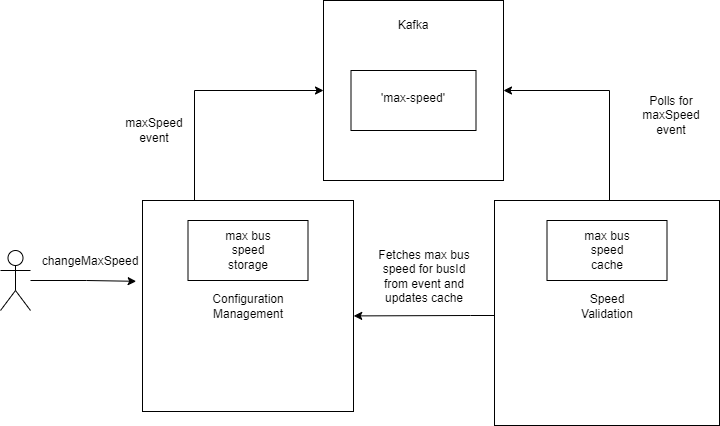 Kafka
'max-speed'
maxSpeed
event
Polls for
maxSpeed
event
changeMaxSpeed
max bus
speed
storage
Configuration
Management
Fetches max bus
speed for busId
from event and
updates cache
max bus
speed
cache
Speed
Validation